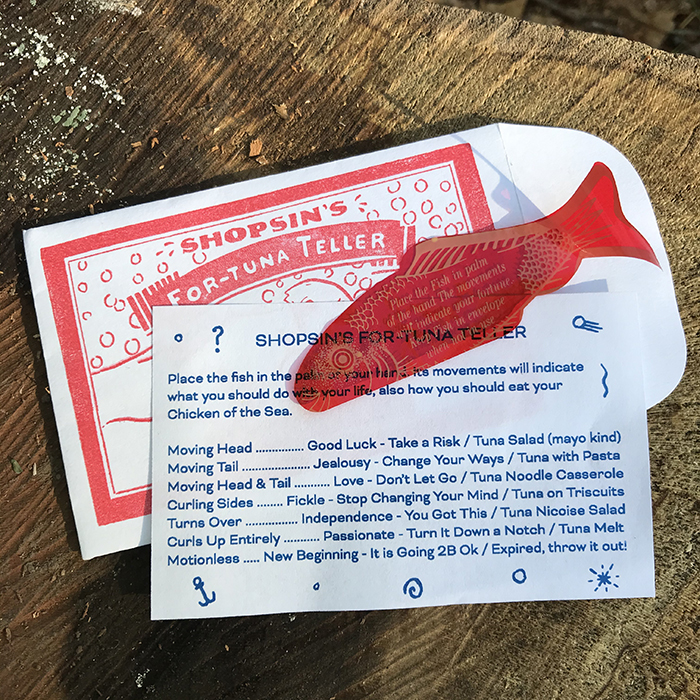 SHOPSIN'S
FOR-TUNA TELLER
Place the Fish in palm
of the hand. The movements
indicate your fortune
on envelope
SHOPSIN'S FOR-TUNA TELLER
Place the fish in the palm of your hand. Its movements will indicate
what you should do with your life, also how you should eat your
Chicken of the Sea.
Moving Head .............. Good Luck - Take a Risk / Tuna Salad (mayo kind)
Moving Tail .................... Jealousy - Change Your Ways / Tuna with Pasta
Moving Head & Tail .......... Love - Don't Let Go / Tuna Noodle Casserole
Curling Sides ........ Fickle - Stop Changing Your Mind / Tuna on Triscuits
Turns Over ............... Independence - You Got This / Tuna Nicoise Salad
Curls Up Entirely ............ Passionate - Turn It Down a Notch / Tuna Melt
Motionless ..... New Beginning - It is Going 2B Ok / Expired, throw it out!